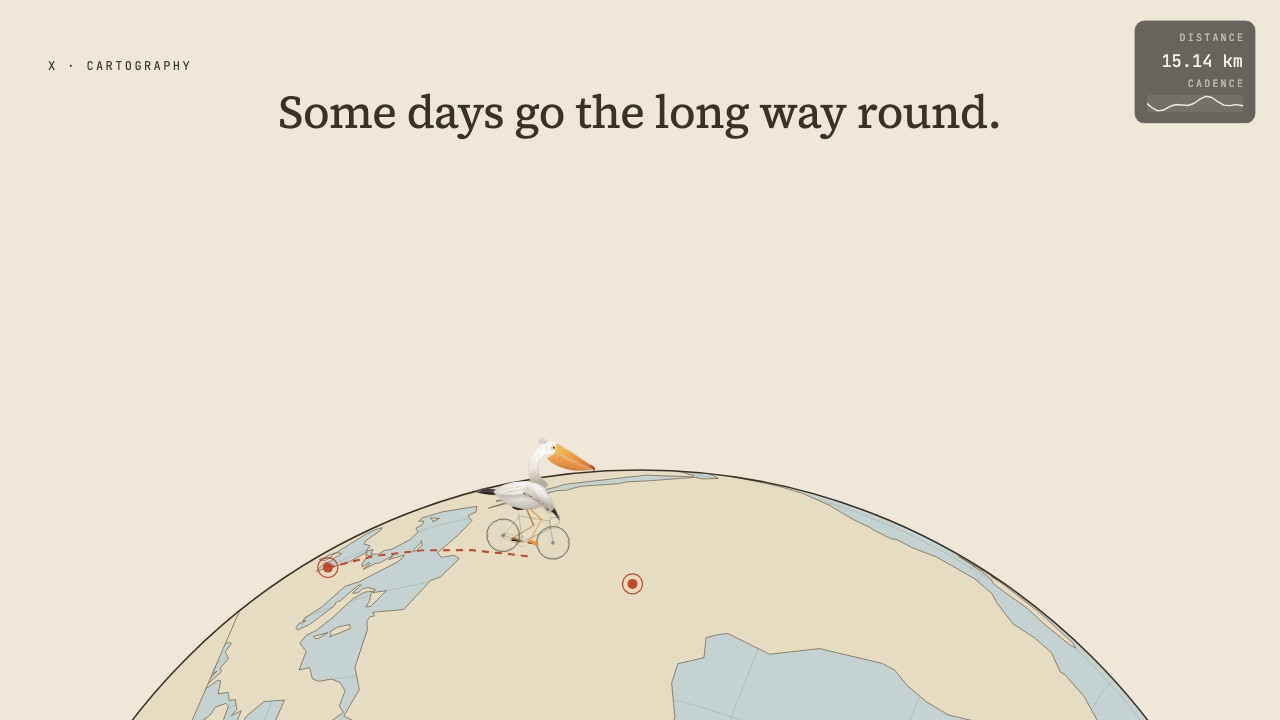 X · CARTOGRAPHY
Some days go the long way round.
DISTANCE
15.14 km
CADENCE